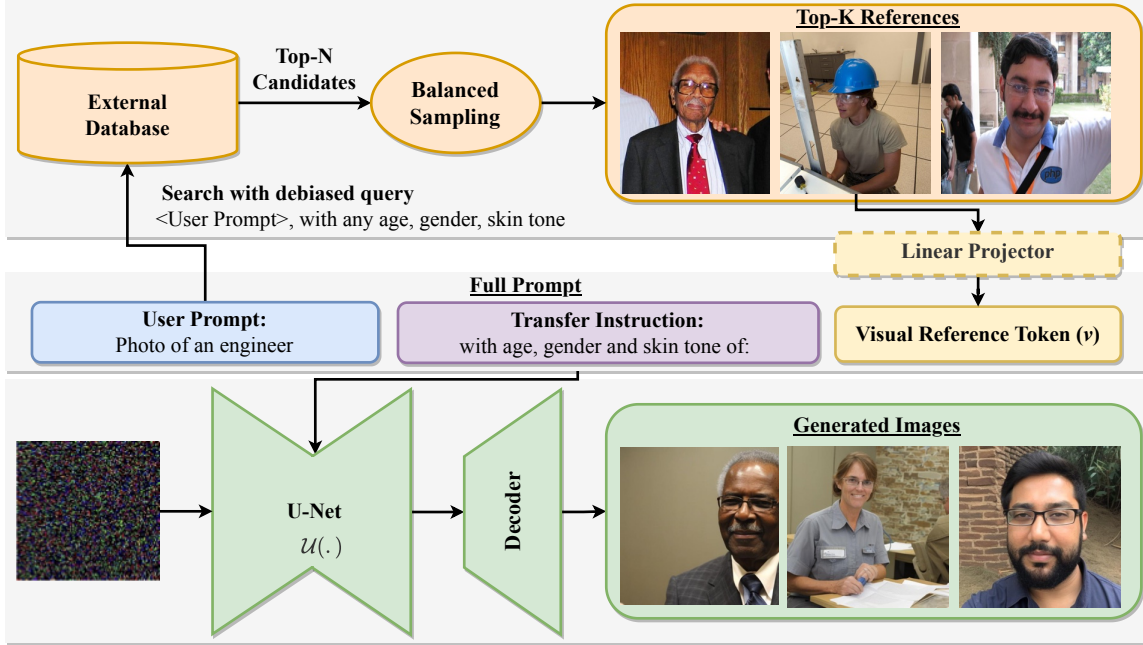 Top-K References
Top-N
Candidates
External
Database
Balanced
Sampling
php
Search with debiased query
<User Prompt>, with any age, gender, skin tone
Linear Projector
Full Prompt
User Prompt:
Photo of an engineer
Transfer Instruction:
with age, gender and skin tone of:
Visual Reference Token (v)
Generated Images
U-Net
𝒰(.)
Decoder